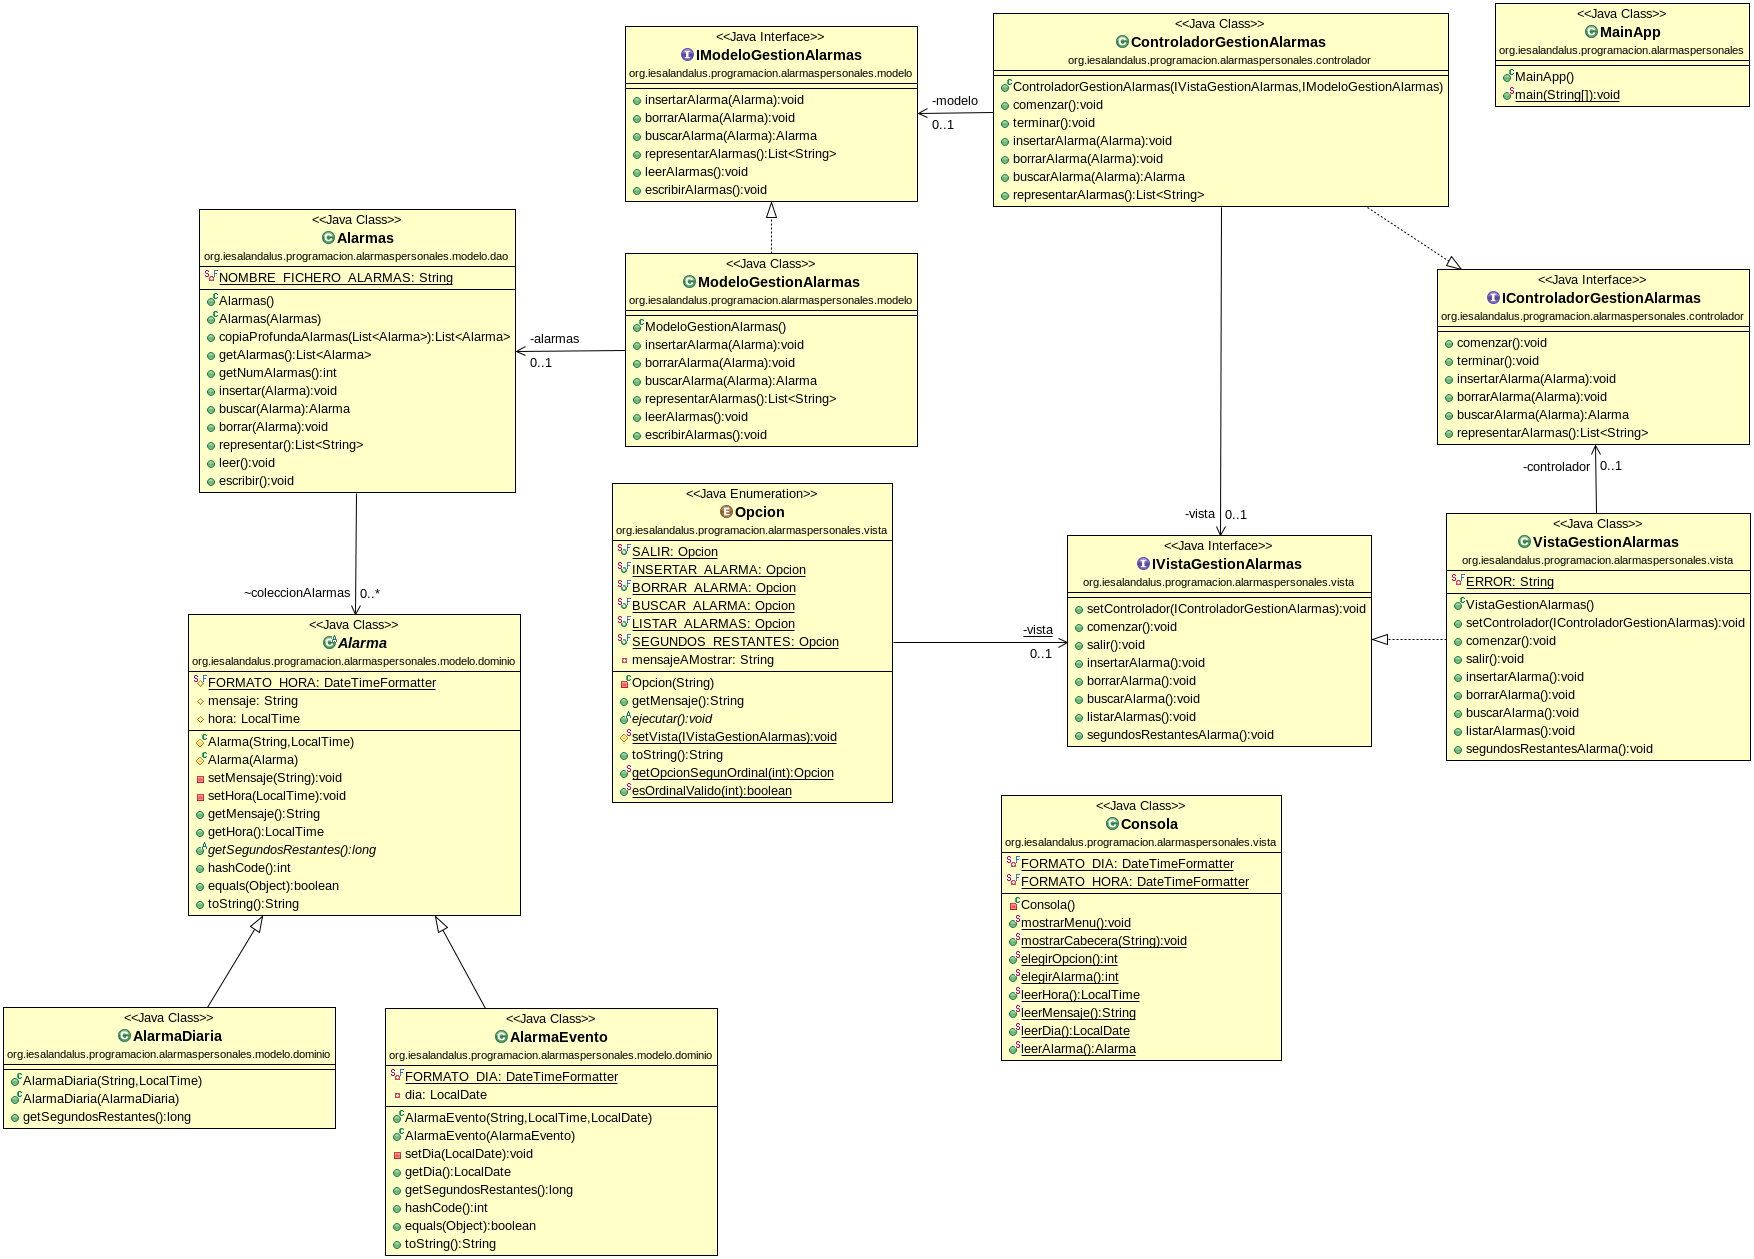 <<Java Interface>>
IModeloGestionAlarmas
org.iesalandalus.programacion.alarmaspersonales.modelo
insertarAlarma(Alarma):void
borrarAlarma(Alarma):void
buscarAlarma(Alarma):Alarma
representarAlarmas():List<String>
leerAlarmas():void
escribirAlarmas():void
-modelo
0..1
<<Java Class>>
ControladorGestionAlarmas
org.iesalandalus.programacion.alarmaspersonales.controlador
ControladorGestionAlarmas(IVistaGestionAlarmas,IModeloGestionAlarmas)
comenzar():void
terminar():void
insertarAlarma(Alarma):void
borrarAlarma(Alarma):void
buscarAlarma(Alarma):Alarma
representarAlarmas():List<String>
<<Java Class>>
MainApp
org.iesalandalus.programacion.alarmaspersonales
MainApp()
main(String[]):void
<<Java Class>>
Alarmas
org.iesalandalus.programacion.alarmaspersonales.modelo.dao
NOMBRE_FICHERO_ALARMAS: String
Alarmas()
Alarmas(Alarmas)
copiaProfundaAlarmas(List<Alarma>):List<Alarma>
getAlarmas():List<Alarma>
getNumAlarmas():int
insertar(Alarma):void
buscar(Alarma):Alarma
borrar(Alarma):void
representar():List<String>
leer():void
escribir():void
-alarmas
0..1
<<Java Class>>
ModeloGestionAlarmas
org.iesalandalus.programacion.alarmaspersonales.modelo
ModeloGestionAlarmas()
insertarAlarma(Alarma):void
borrarAlarma(Alarma):void
buscarAlarma(Alarma):Alarma
representarAlarmas():List<String>
leerAlarmas():void
escribirAlarmas():void
<<Java Interface>>
IControladorGestionAlarmas
org.iesalandalus.programacion.alarmaspersonales.controlador
comenzar():void
terminar():void
insertarAlarma(Alarma):void
borrarAlarma(Alarma):void
buscarAlarma(Alarma):Alarma
representarAlarmas():List<String>
-controlador
0..1
<<Java Enumeration>>
Opcion
org.iesalandalus.programacion.alarmaspersonales.vista
SALIR: Opcion
INSERTAR_ALARMA: Opcion
BORRAR_ALARMA: Opcion
BUSCAR_ALARMA: Opcion
LISTAR_ALARMAS: Opcion
SEGUNDOS_RESTANTES: Opcion
mensajeAMostrar: String
Opcion(String)
getMensaje():String
ejecutar():void
setVista(IVistaGestionAlarmas):void
toString():String
getOpcionSegunOrdinal(int):Opcion
esOrdinalValido(int):boolean
-vista
0..1
-vista
0..1
<<Java Interface>>
IVistaGestionAlarmas
org.iesalandalus.programacion.alarmaspersonales.vista
setControlador(IControladorGestionAlarmas):void
comenzar():void
salir():void
insertarAlarma():void
borrarAlarma():void
buscarAlarma():void
listarAlarmas():void
segundosRestantesAlarma():void
<<Java Class>>
VistaGestionAlarmas
org.iesalandalus.programacion.alarmaspersonales.vista
ERROR: String
VistaGestionAlarmas()
setControlador(IControladorGestionAlarmas):void
comenzar():void
salir():void
insertarAlarma():void
borrarAlarma():void
buscarAlarma():void
listarAlarmas():void
segundosRestantesAlarma():void
~coleccionAlarmas
0..*
<<Java Class>>
Alarma
org.iesalandalus.programacion.alarmaspersonales.modelo.dominio
FORMATO_HORA: DateTimeFormatter
mensaje: String
hora: LocalTime
Alarma(String,LocalTime)
Alarma(Alarma)
setMensaje(String):void
setHora(LocalTime):void
getMensaje():String
getHora():LocalTime
getSegundosRestantes():long
hashCode():int
equals(Object):boolean
toString():String
<<Java Class>>
Consola
org.iesalandalus.programacion.alarmaspersonales.vista
FORMATO_DIA: DateTimeFormatter
FORMATO_HORA: DateTimeFormatter
Consola()
mostrarMenu():void
mostrarCabecera(String):void
elegirOpcion():int
elegirAlarma():int
leerHora():LocalTime
leerMensaje():String
leerDia():LocalDate
leerAlarma():Alarma
<<Java Class>>
AlarmaDiaria
org.iesalandalus.programacion.alarmaspersonales.modelo.dominio
AlarmaDiaria(String,LocalTime)
AlarmaDiaria(AlarmaDiaria)
getSegundosRestantes():long
<<Java Class>>
AlarmaEvento
org.iesalandalus.programacion.alarmaspersonales.modelo.dominio
FORMATO_DIA: DateTimeFormatter
dia: LocalDate
AlarmaEvento(String,LocalTime,LocalDate)
AlarmaEvento(AlarmaEvento)
setDia(LocalDate):void
getDia():LocalDate
getSegundosRestantes():long
hashCode():int
equals(Object):boolean
toString():String